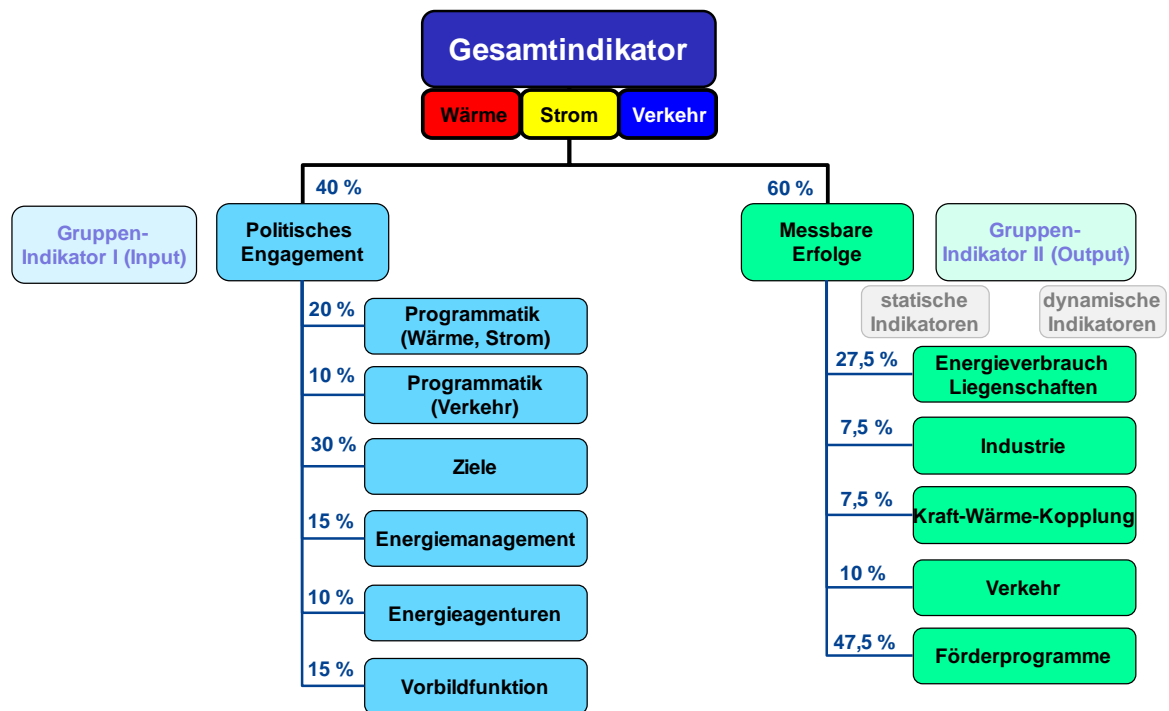 Gesamtindikator
Wärme
Strom
Verkehr
40 %
60 %
Gruppen-
Indikator I (Input)
Politisches
Engagement
20 %
Programmatik
(Wärme, Strom)
10 %
Programmatik
(Verkehr)
30 %
Ziele
15 %
Energiemanagement
10 %
Energieagenturen
15 %
Vorbildfunktion
Messbare
Erfolge
Gruppen-
Indikator II (Output)
statische
Indikatoren
dynamische
Indikatoren
27,5 %
Energieverbrauch
Liegenschaften
7,5 %
Industrie
7,5 %
Kraft-Wärme-Kopplung
10 %
Verkehr
47,5 %
Förderprogramme